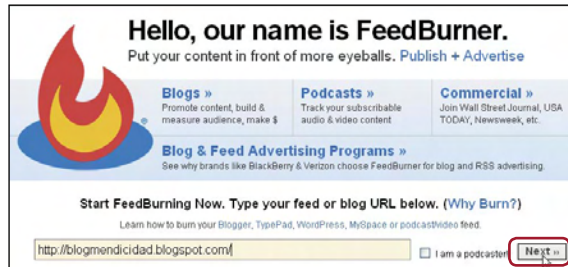 Hello, our name is FeedBurner.
Put your content in front of more eyeballs. Publish + Advertise
Blogs »
Promote content, build &
measure audience, make $
Podcasts »
Track your subscribable
audio & video content
Commercial »
Join Wall Street Journal, USA
TODAY, Newsweek, etc.
Blog & Feed Advertising Programs »
See why brands like BlackBerry & Verizon choose FeedBurner for blog and RSS advertising.
Start FeedBurning Now. Type your feed or blog URL below. (Why Burn?)
Learn how to burn your Blogger, TypePad, WordPress, MySpace or podcast/video feed.
http://blogmendicidad.blogspot.com/ I am a podcaster! Next »